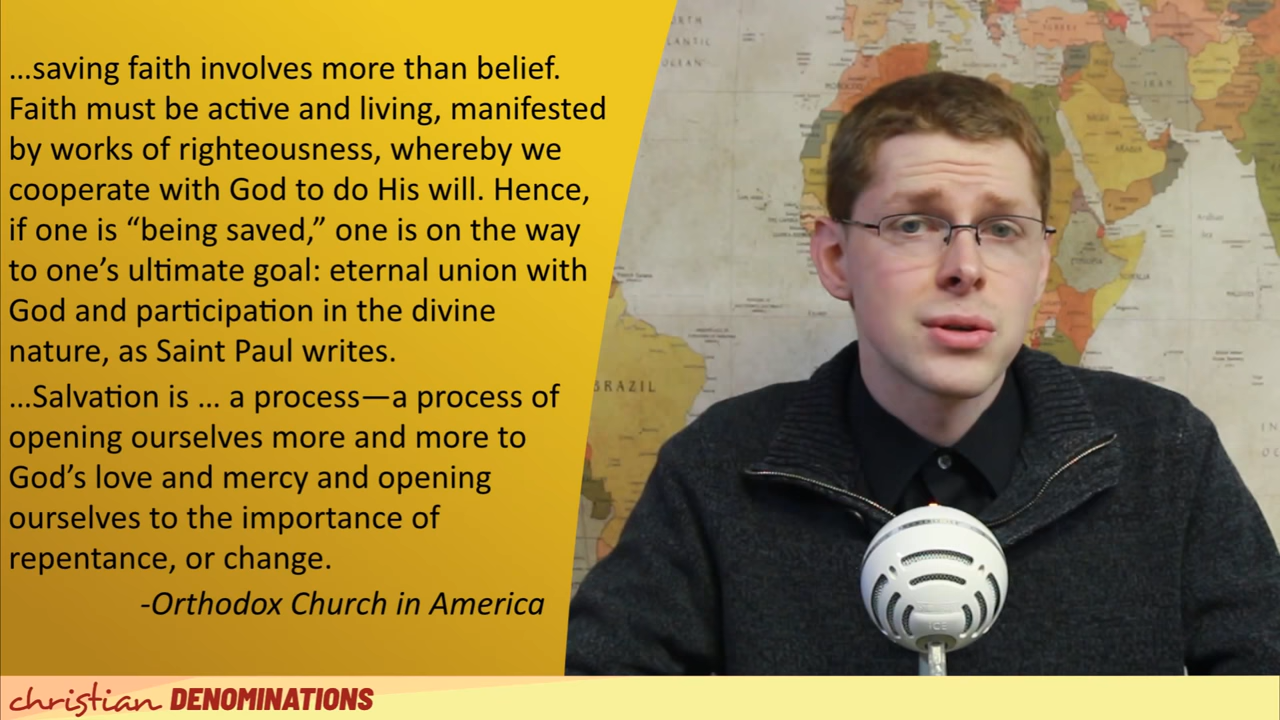 ...saving faith involves more than belief.
Faith must be active and living, manifested
by works of righteousness, whereby we
cooperate with God to do His will. Hence,
if one is “being saved,” one is on the way
to one’s ultimate goal: eternal union with
God and participation in the divine
nature, as Saint Paul writes.
...Salvation is ... a process—a process of
opening ourselves more and more to
God’s love and mercy and opening
ourselves to the importance of
repentance, or change.
-Orthodox Church in America
christian DENOMINATIONS
BRAZIL
IRAN
ICE